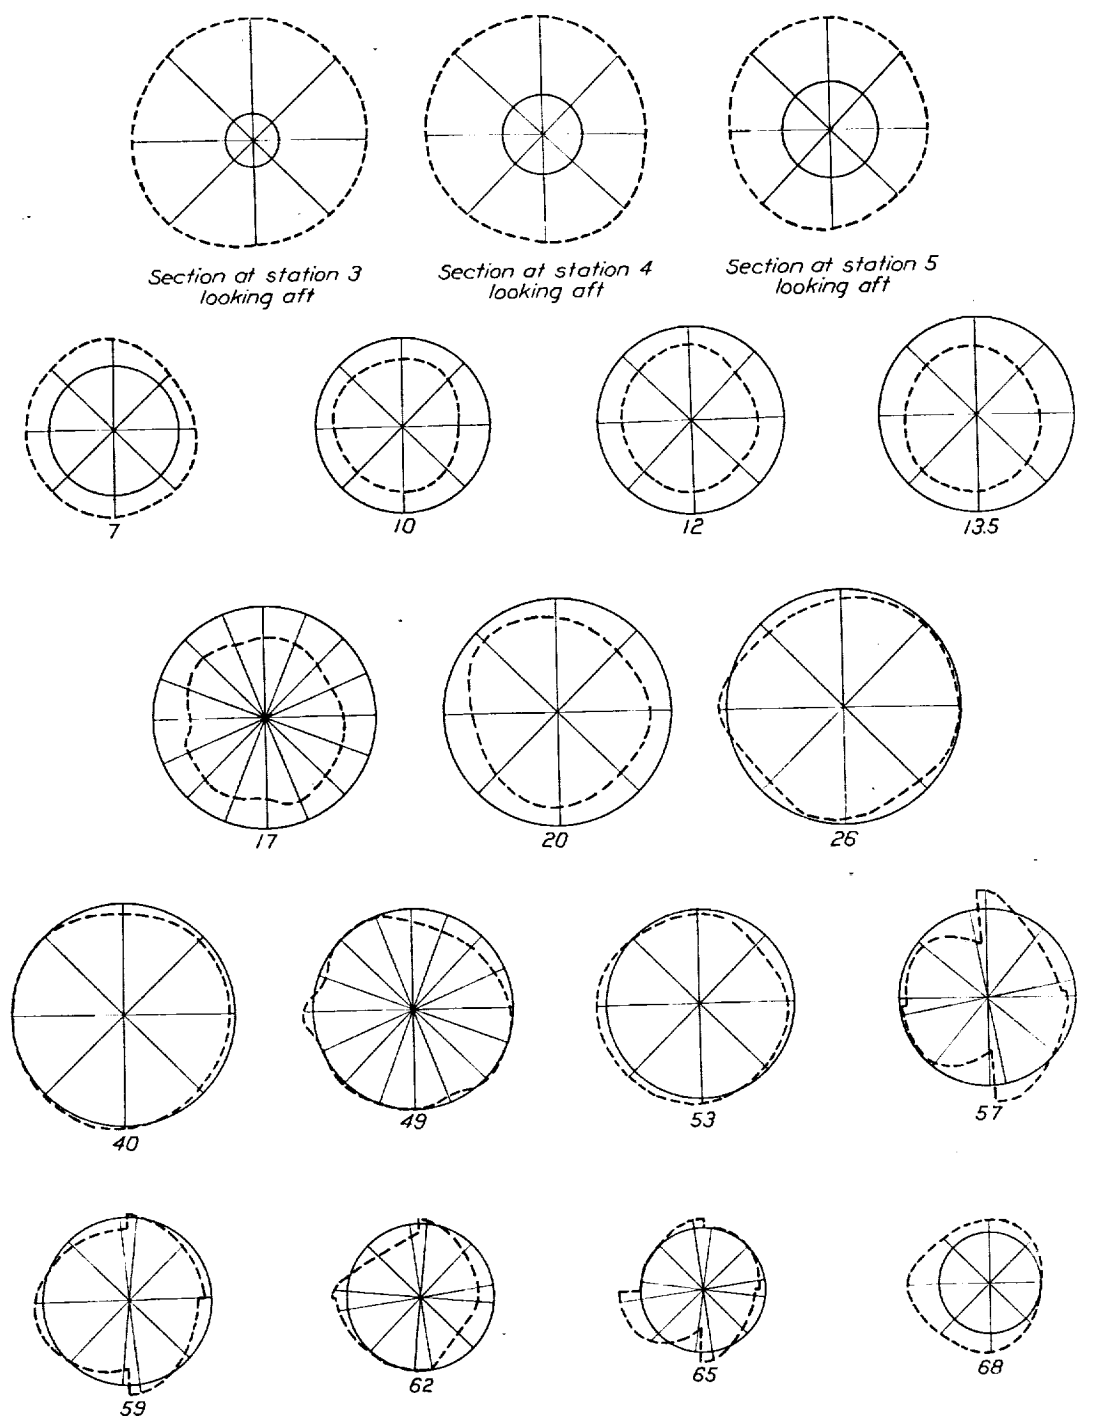 Section at station 3
looking aft
Section at station 4
looking aft
Section at station 5
looking aft
7
10
12
13.5
17
20
26
40
49
53
57
59
62
65
68